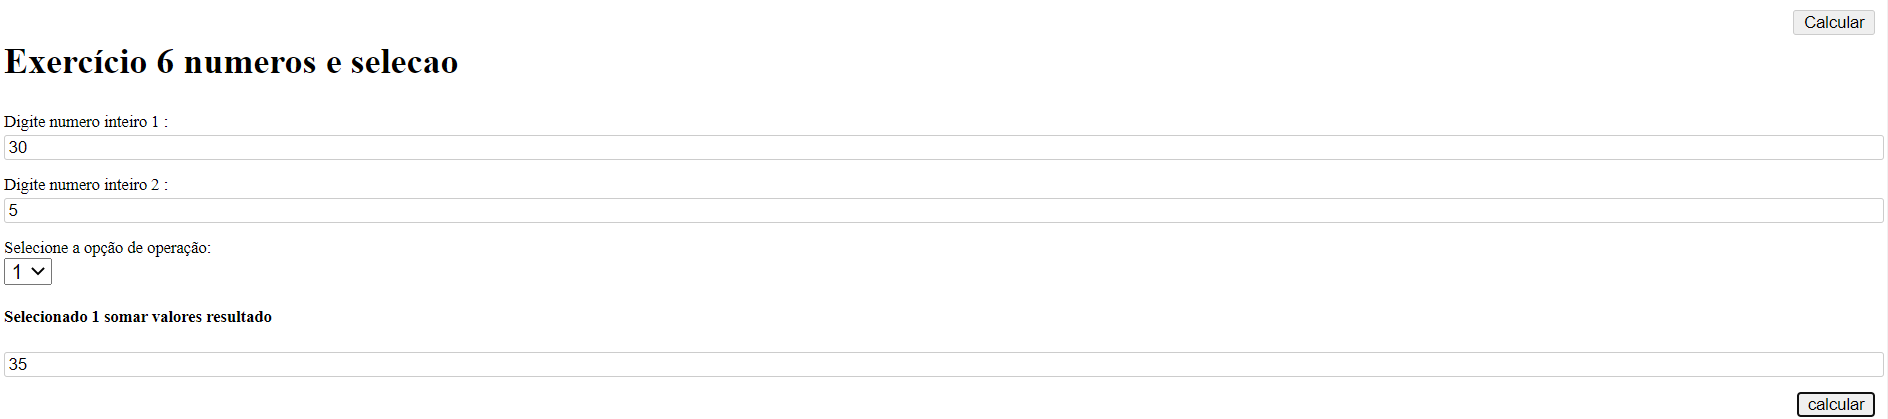 Calcular
Exercício 6 numeros e selecao
Digite numero inteiro 1 :
30
Digite numero inteiro 2 :
5
Selecione a opção de operação:
1
Selecionado 1 somar valores resultado
35
calcular